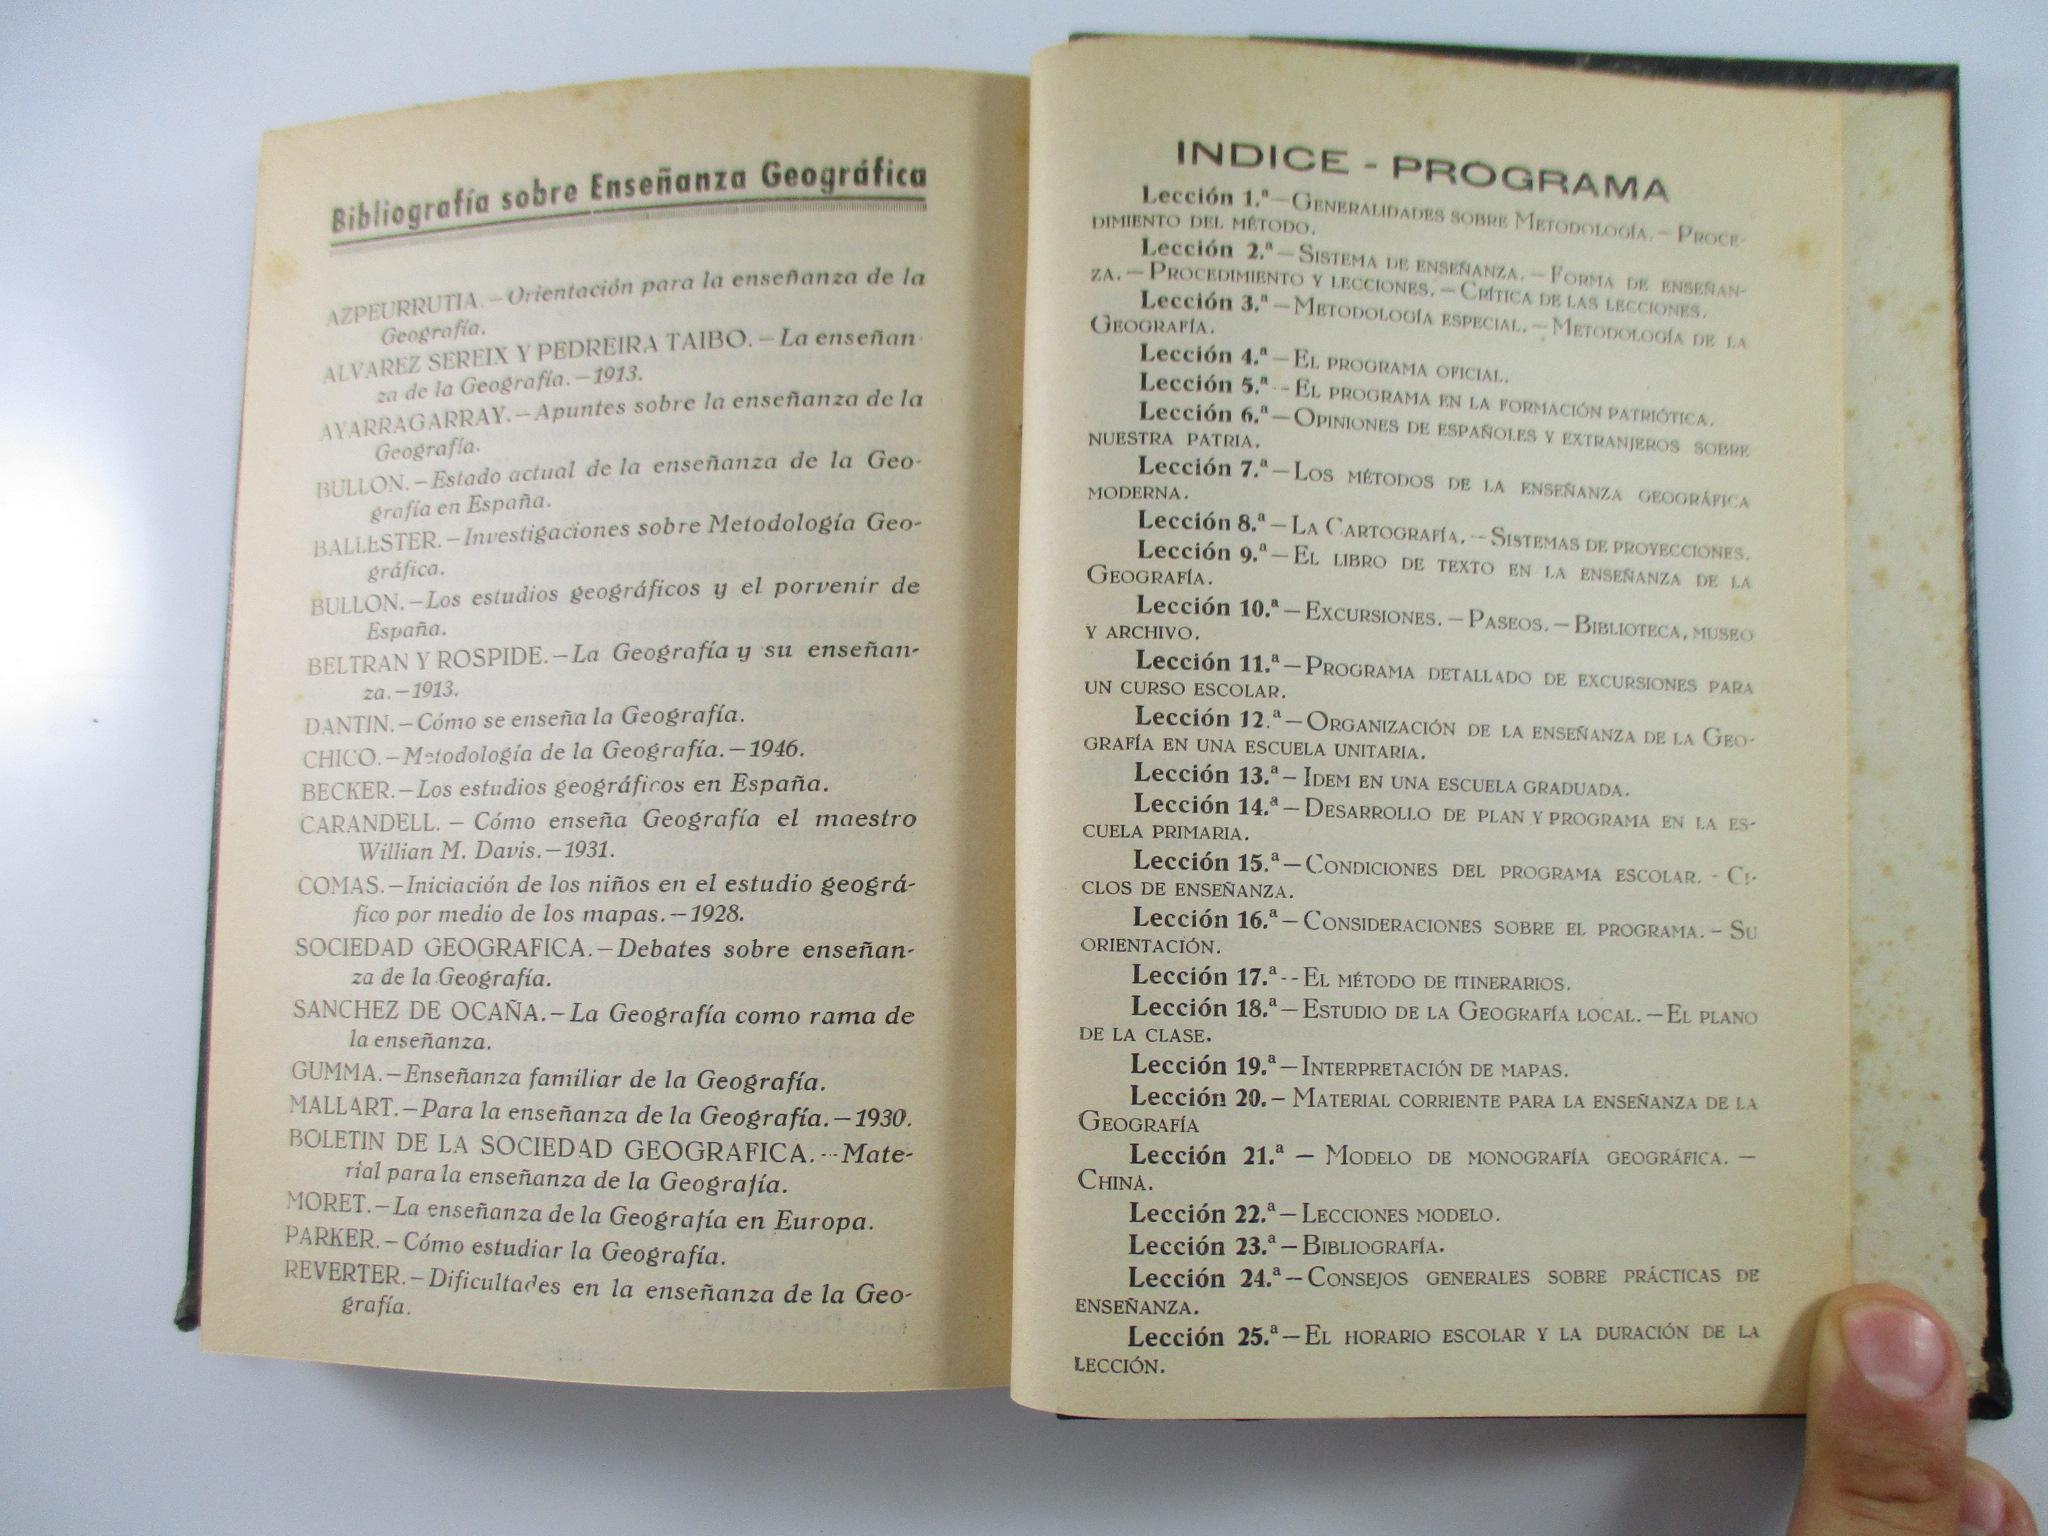 Bibliografía sobre Enseñanza Geográfica
AZPEURRUTIA.—Orientación para la enseñanza de la
Geografía.
ALVAREZ SEREIX Y PEDREIRA TAIBO.—La enseñan
za de la Geografía.—1913.
AYARRAGARRAY.—Apuntes sobre la enseñanza de la
Geografía.
BULLON.—Estado actual de la enseñanza de la Geo-
grafía en España.
BALLESTER.—Investigaciones sobre Metodología Geo-
gráfica.
BULLON.—Los estudios geográficos y el porvenir de
España.
BELTRAN Y ROSPIDE.—La Geografía y su enseñan-
za.—1913.
DANTIN.—Cómo se enseña la Geografía.
CHICO.—Metodología de la Geografía.—1946.
BECKER.—Los estudios geográficos en España.
CARANDELL.—Cómo enseña Geografía el maestro
Willian M. Davis.—1931.
COMAS.—Iniciación de los niños en el estudio geográ-
fico por medio de los mapas.—1928.
SOCIEDAD GEOGRAFICA.—Debates sobre enseñan-
za de la Geografía.
SANCHEZ DE OCAÑA.—La Geografía como rama de
la enseñanza.
GUMMA.—Enseñanza familiar de la Geografía.
MALLART.—Para la enseñanza de la Geografía.—1930.
BOLETIN DE LA SOCIEDAD GEOGRAFICA.--Mate-
rial para la enseñanza de la Geografía.
MORET.—La enseñanza de la Geografía en Europa.
PARKER.—Cómo estudiar la Geografía.
REVERTER.—Dificultades en la enseñanza de la Geo-
grafía.
INDICE - PROGRAMA
Lección 1.ª—Generalidades sobre Metodología.—Proce-
dimiento del método.
Lección 2.ª—Sistema de enseñanza.—Forma de enseñan-
za.—Procedimiento y lecciones.—Crítica de las lecciones.
Lección 3.ª—Metodología especial.—Metodología de la
Geografía.
Lección 4.ª—El programa oficial.
Lección 5.ª--El programa en la formación patriótica.
Lección 6.ª—Opiniones de españoles y extranjeros sobre
nuestra patria.
Lección 7.ª—Los métodos de la enseñanza geográfica
moderna.
Lección 8.ª—La Cartografía.--Sistemas de proyecciones.
Lección 9.ª—El libro de texto en la enseñanza de la
Geografía.
Lección 10.ª—Excursiones.—Paseos.—Biblioteca, museo
y archivo.
Lección 11.ª—Programa detallado de excursiones para
un curso escolar.
Lección 12.ª—Organización de la enseñanza de la Geo-
grafía en una escuela unitaria.
Lección 13.ª—Idem en una escuela graduada.
Lección 14.ª—Desarrollo de plan y programa en la es-
cuela primaria.
Lección 15.ª—Condiciones del programa escolar. - Ci-
clos de enseñanza.
Lección 16.ª—Consideraciones sobre el programa.—Su
orientación.
Lección 17.ª--El método de itinerarios.
Lección 18.ª—Estudio de la Geografía local.—El plano
de la clase.
Lección 19.ª—Interpretación de mapas.
Lección 20.—Material corriente para la enseñanza de la
Geografía
Lección 21.ª—Modelo de monografía geográfica.—
China.
Lección 22.ª—Lecciones modelo.
Lección 23.ª—Bibliografía.
Lección 24.ª—Consejos generales sobre prácticas de
enseñanza.
Lección 25.ª—El horario escolar y la duración de la
lección.